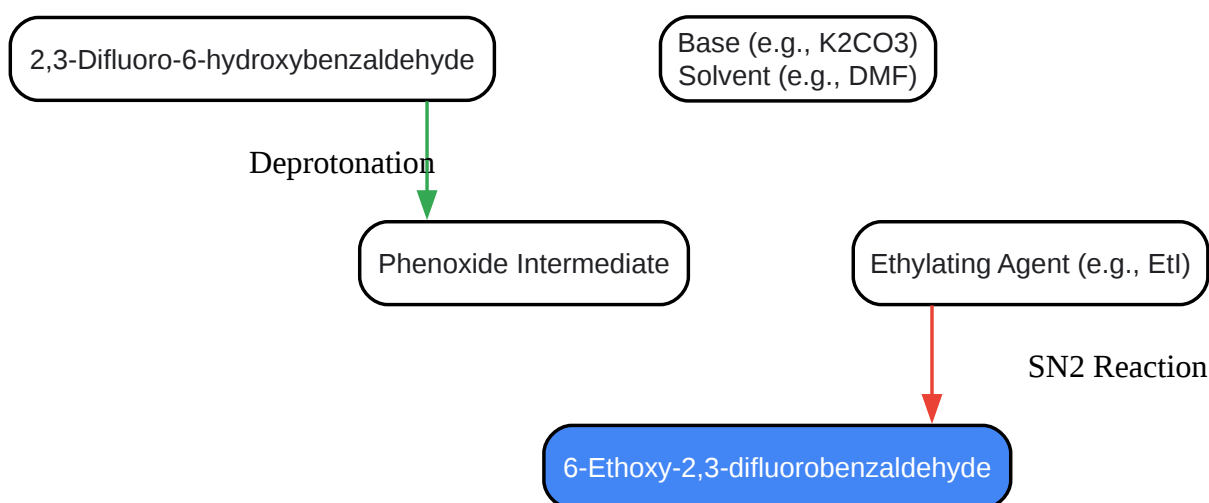 2,3-Difluoro-6-hydroxybenzaldehyde
Base (e.g., K2CO3)
Solvent (e.g., DMF)
Deprotonation
Phenoxide Intermediate
Ethylating Agent (e.g., EtI)
SN2 Reaction
6-Ethoxy-2,3-difluorobenzaldehyde